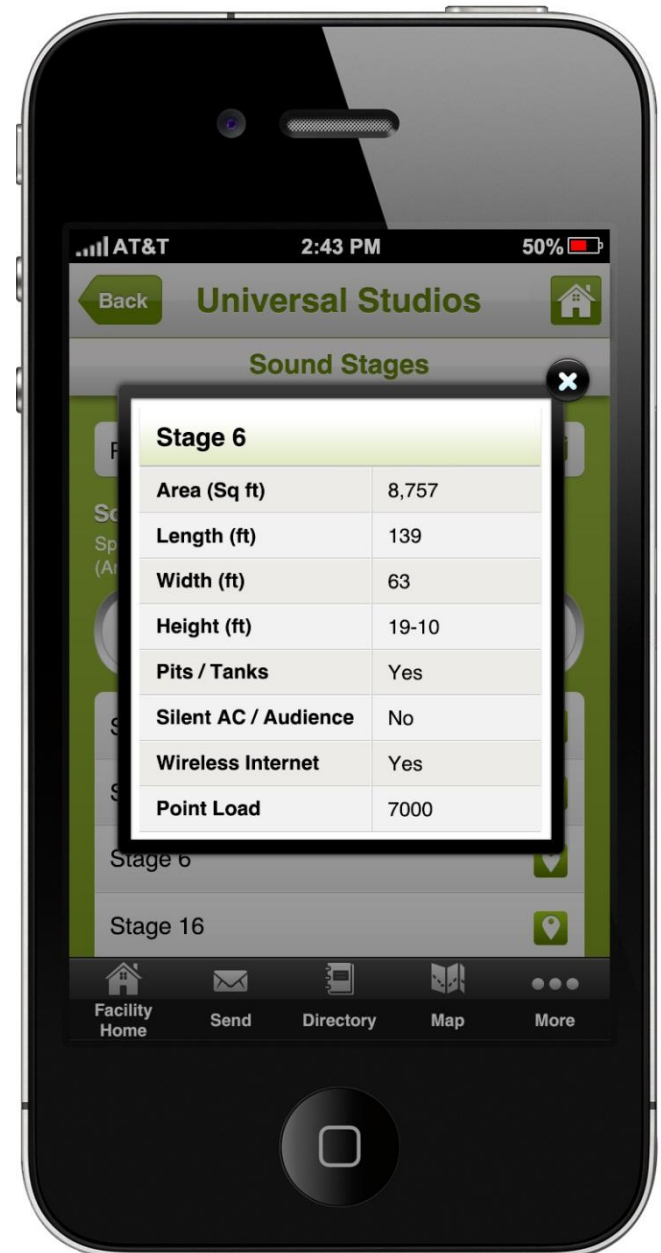 AT&T 2:43 PM 50%
Back Universal Studios
Sound Stages
Stage 6
Area (Sq ft) 8,757
Length (ft) 139
Width (ft) 63
Height (ft) 19-10
Pits / Tanks Yes
Silent AC / Audience No
Wireless Internet Yes
Point Load 7000
Stage 6
Stage 16
Facility Home Send Directory Map More